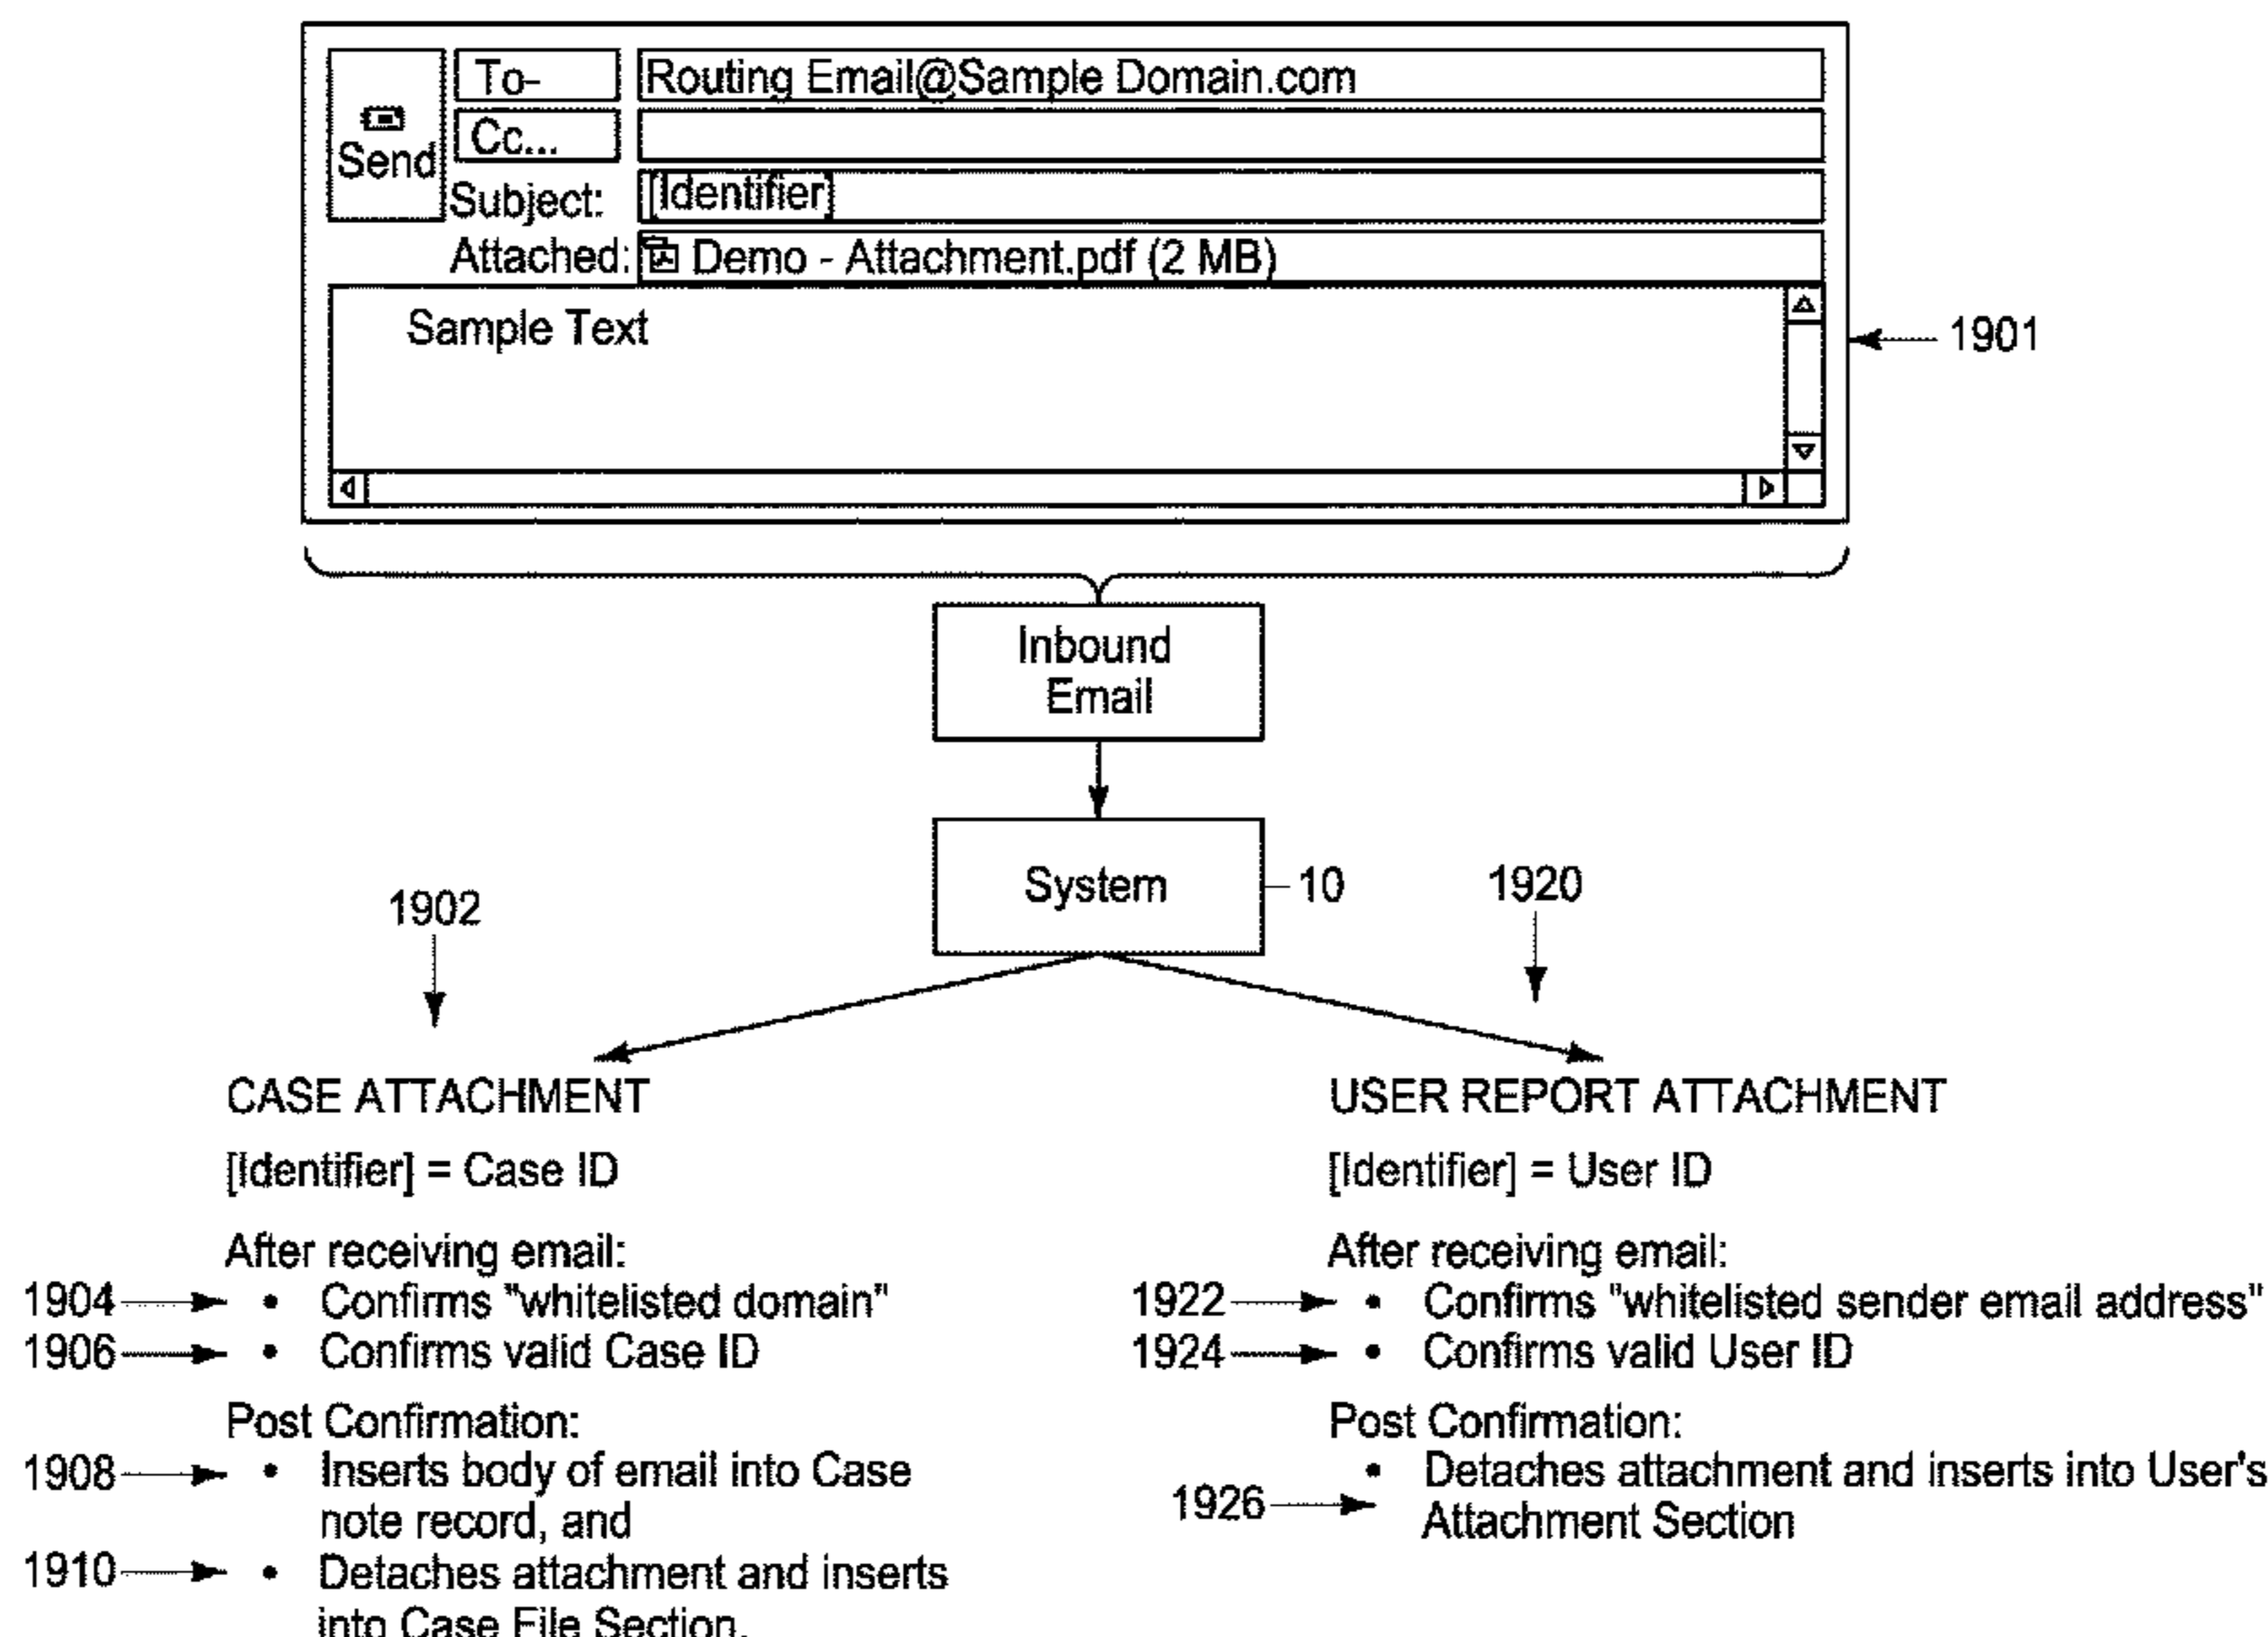 To-
Routing Email@Sample Domain.com
Send
Cc...
Subject:
[Identifier]
Attached:
Demo - Attachment.pdf (2 MB)
Sample Text
1901
Inbound
Email
System
10
1902
1920
CASE ATTACHMENT
[Identifier] = Case ID
After receiving email:
1904
• Confirms "whitelisted domain"
1906
• Confirms valid Case ID
Post Confirmation:
1908
• Inserts body of email into Case
note record, and
1910
• Detaches attachment and inserts
into Case File Section.
USER REPORT ATTACHMENT
[Identifier] = User ID
After receiving email:
1922
• Confirms "whitelisted sender email address"
1924
• Confirms valid User ID
Post Confirmation:
• Detaches attachment and inserts into User's
1926
Attachment Section